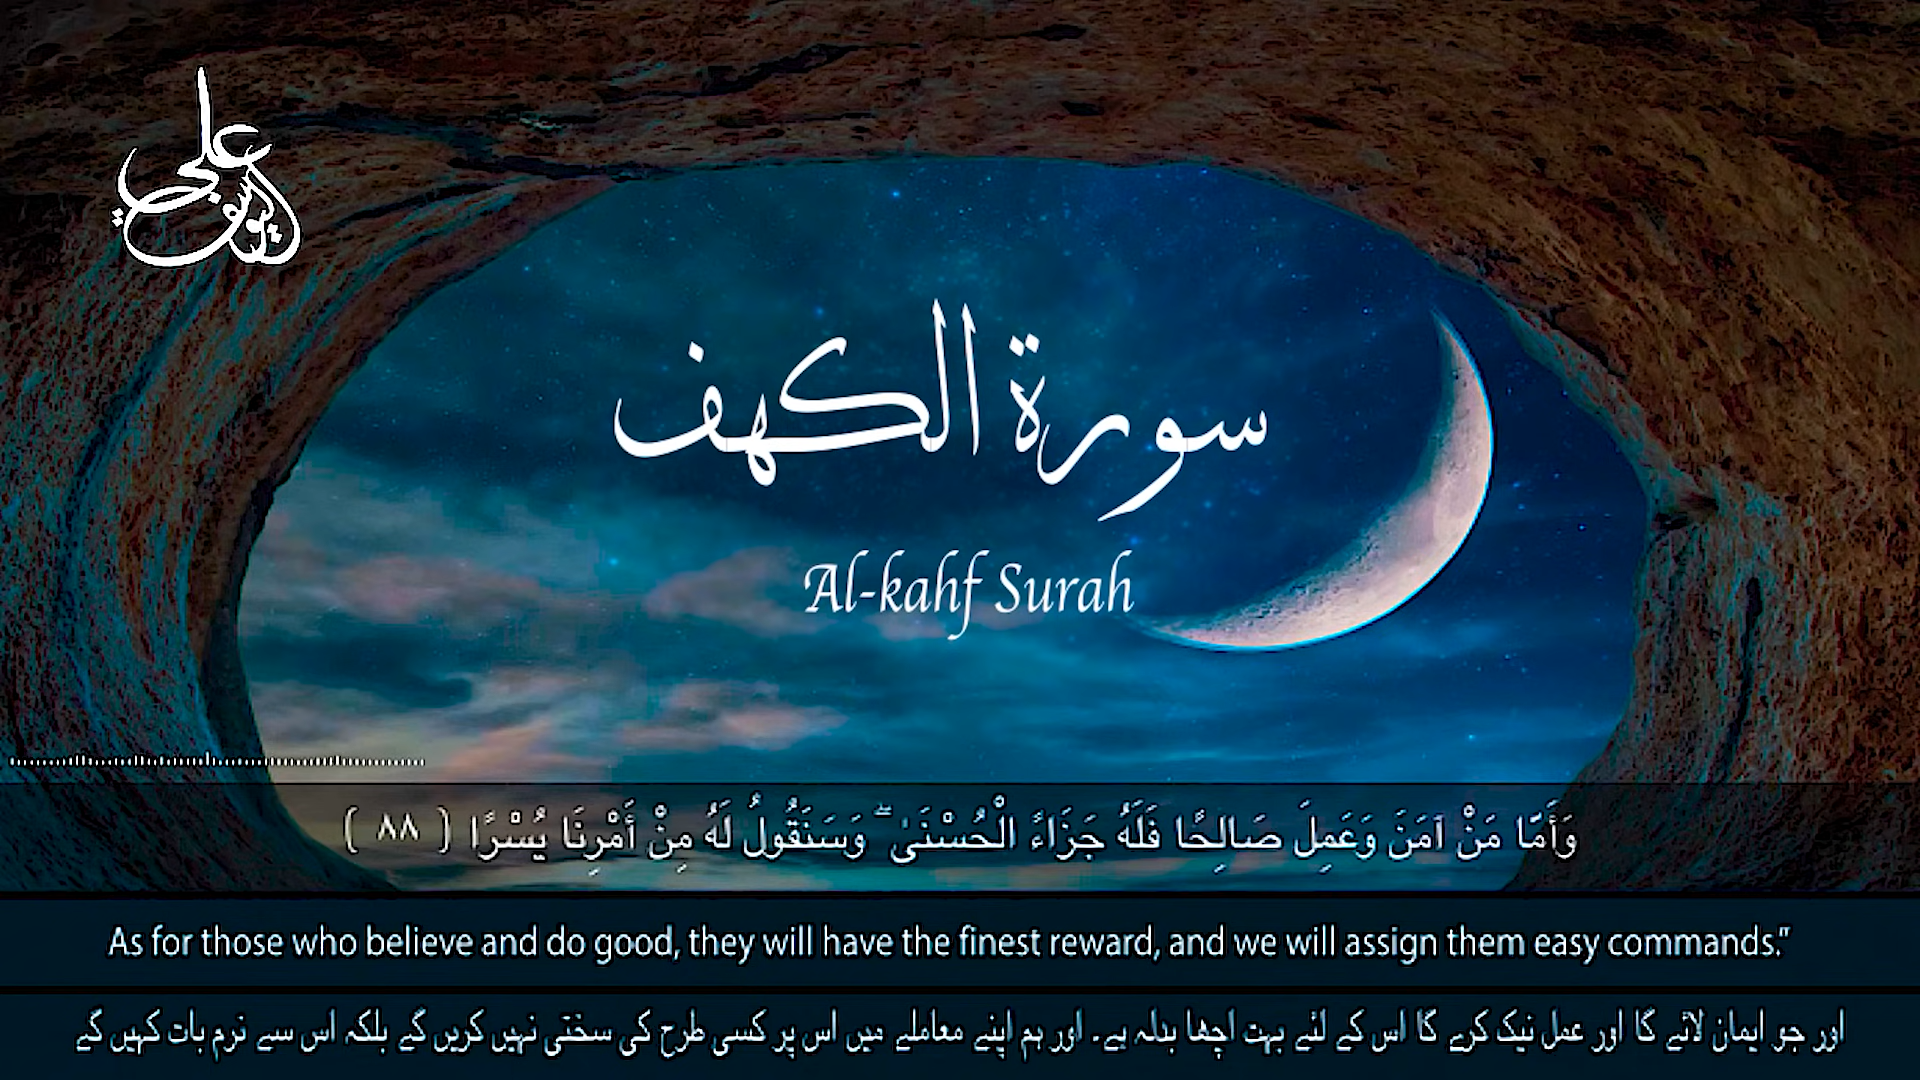 علي اليوسفي
سورة الكهف
Al-kahf Surah
وَأَمَّا مَنْ آمَنَ وَعَمِلَ صَالِحًا فَلَهُ جَزَاءً الْحُسْنَىٰ ۖ وَسَنَقُولُ لَهُ مِنْ أَمْرِنَا يُسْرًا ( ٨٨ )
As for those who believe and do good, they will have the finest reward, and we will assign them easy commands.”
اور جو ایمان لائے گا اور عمل نیک کرے گا اس کے لئے بہت اچھا بدلہ ہے۔ اور ہم اپنے معاملے میں اس پر کسی طرح کی سختی نہیں کریں گے بلکہ اس سے نرم بات کہیں گے